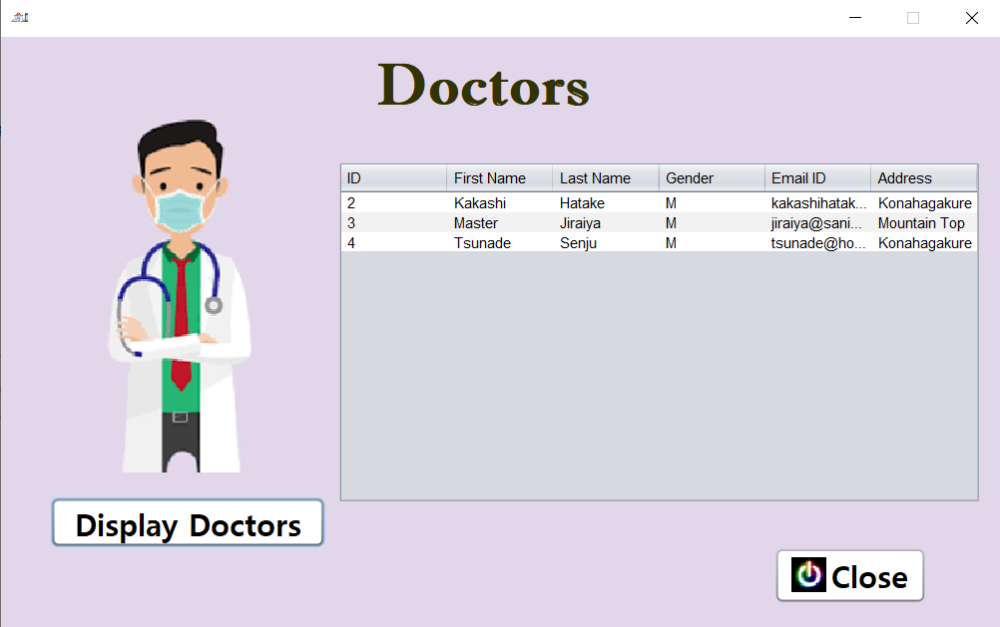 Doctors
ID First Name Last Name Gender Email ID Address
2 Kakashi Hatake M kakashihatak... Konahagakure
3 Master Jiraiya M jiraiya@sani... Mountain Top
4 Tsunade Senju M tsunade@ho... Konahagakure
Display Doctors
Close